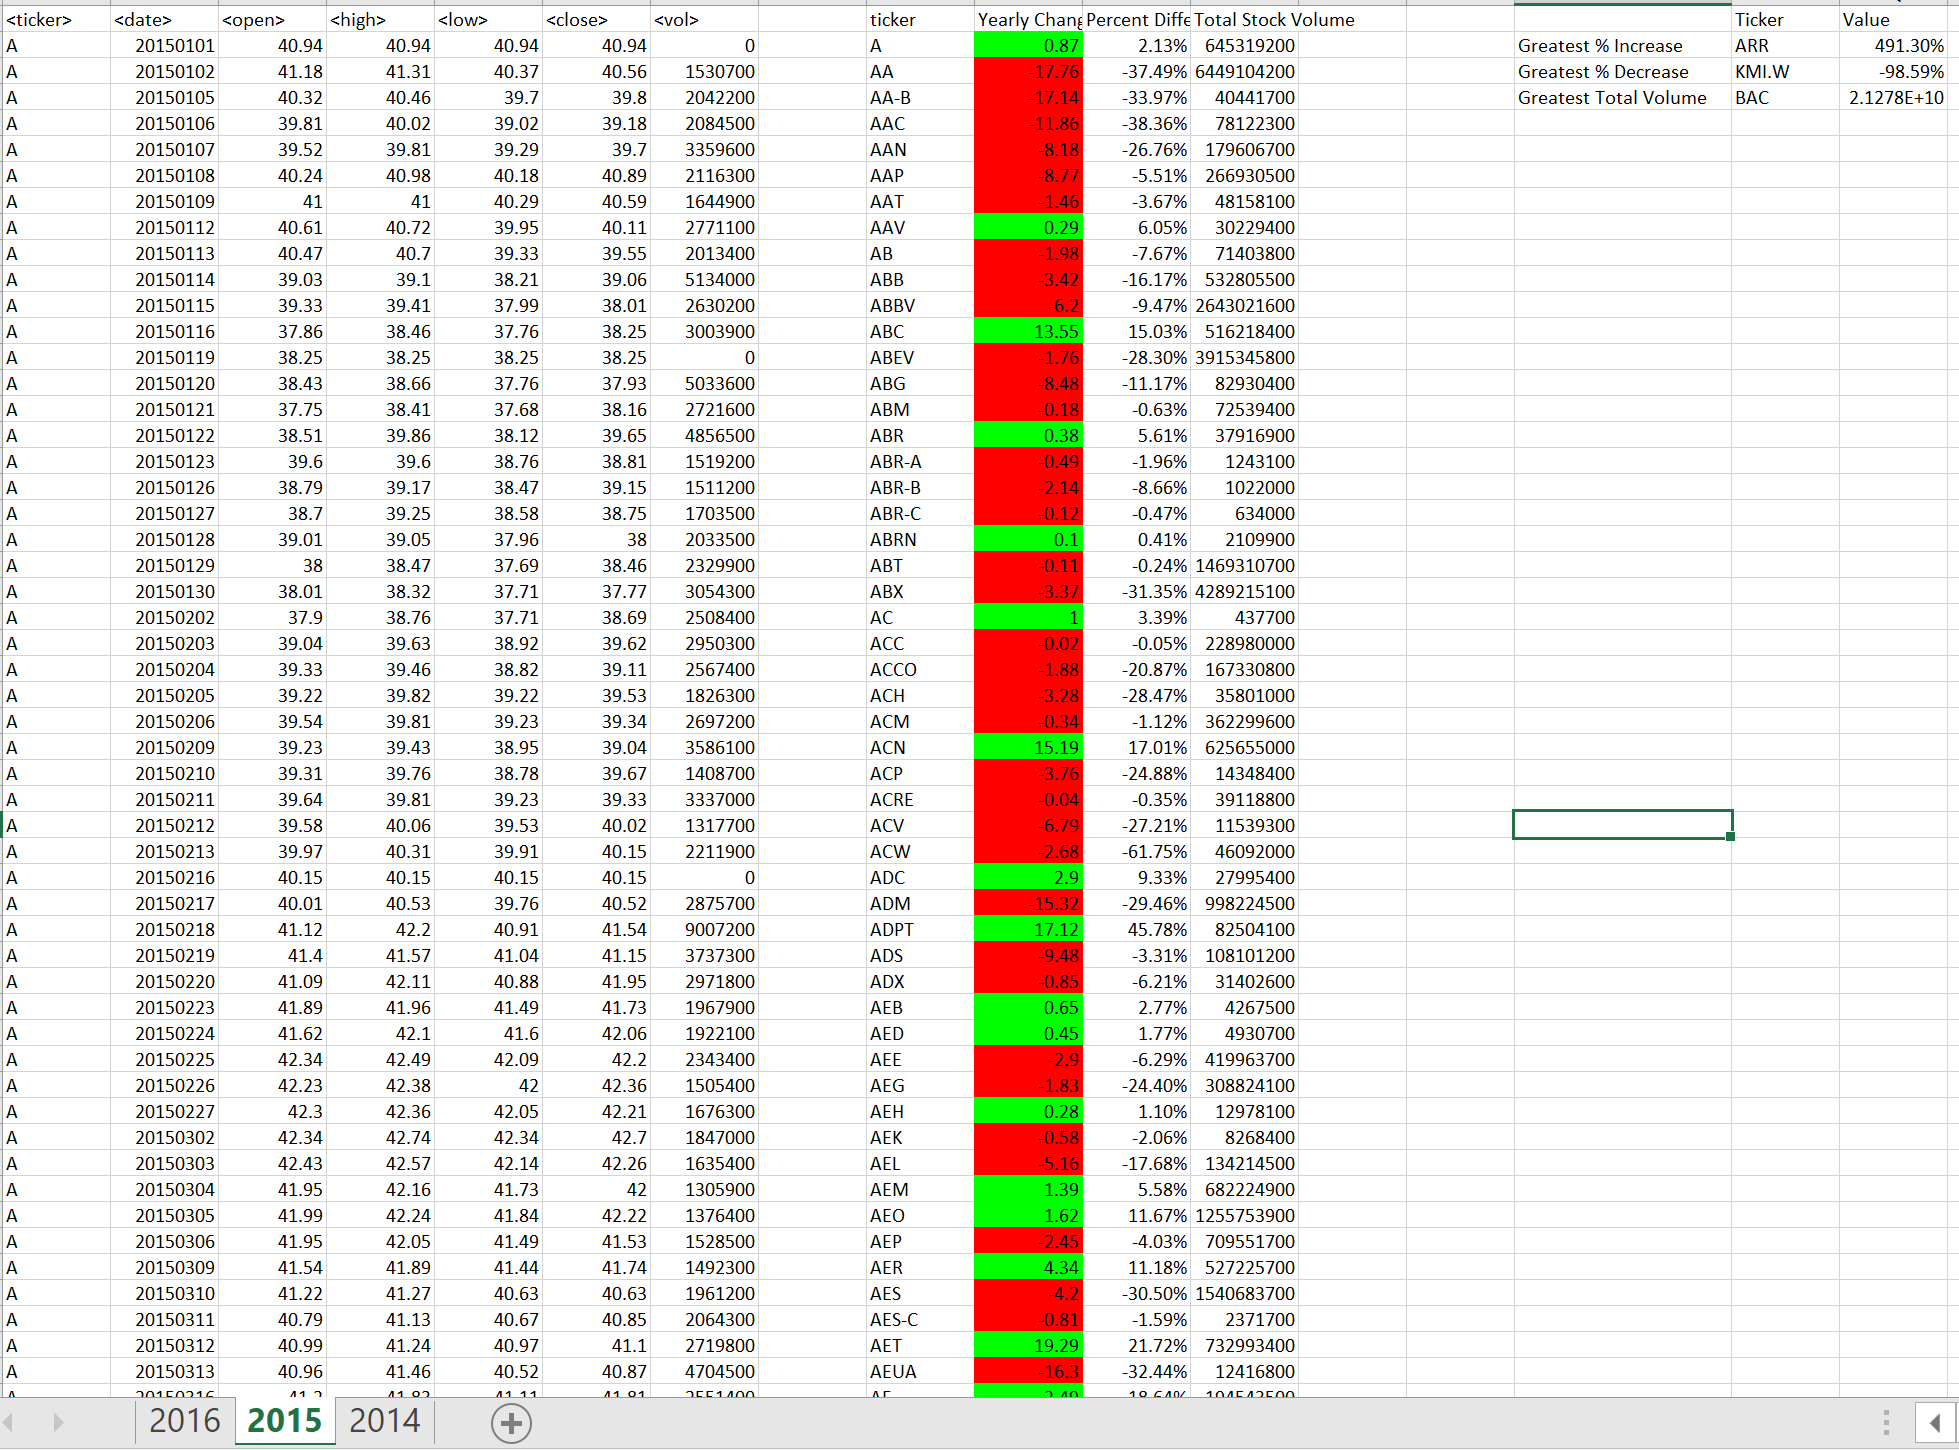 <ticker> <date> <open> <high> <low> <close> <vol> ticker Yearly Chang Percent Diffe Total Stock Volume Ticker Value
A 20150101 40.94 40.94 40.94 40.94 0 A 0.87 2.13% 645319200 Greatest % Increase ARR 491.30%
A 20150102 41.18 41.31 40.37 40.56 1530700 AA -17.76 -37.49% 6449104200 Greatest % Decrease KMI.W -98.59%
A 20150105 40.32 40.46 39.7 39.8 2042200 AA-B -17.14 -33.97% 40441700 Greatest Total Volume BAC 2.1278E+10
A 20150106 39.81 40.02 39.02 39.18 2084500 AAC -11.86 -38.36% 78122300
A 20150107 39.52 39.81 39.29 39.7 3359600 AAN -8.18 -26.76% 179606700
A 20150108 40.24 40.98 40.18 40.89 2116300 AAP -8.77 -5.51% 266930500
A 20150109 41 41 40.29 40.59 1644900 AAT -1.46 -3.67% 48158100
A 20150112 40.61 40.72 39.95 40.11 2771100 AAV 0.29 6.05% 30229400
A 20150113 40.47 40.7 39.33 39.55 2013400 AB -1.98 -7.67% 71403800
A 20150114 39.03 39.1 38.21 39.06 5134000 ABB -3.42 -16.17% 532805500
A 20150115 39.33 39.41 37.99 38.01 2630200 ABBV -6.2 -9.47% 2643021600
A 20150116 37.86 38.46 37.76 38.25 3003900 ABC 13.55 15.03% 516218400
A 20150119 38.25 38.25 38.25 38.25 0 ABEV -1.76 -28.30% 3915345800
A 20150120 38.43 38.66 37.76 37.93 5033600 ABG -8.48 -11.17% 82930400
A 20150121 37.75 38.41 37.68 38.16 2721600 ABM -0.18 -0.63% 72539400
A 20150122 38.51 39.86 38.12 39.65 4856500 ABR 0.38 5.61% 37916900
A 20150123 39.6 39.6 38.76 38.81 1519200 ABR-A -0.49 -1.96% 1243100
A 20150126 38.79 39.17 38.47 39.15 1511200 ABR-B -2.14 -8.66% 1022000
A 20150127 38.7 39.25 38.58 38.75 1703500 ABR-C -0.12 -0.47% 634000
A 20150128 39.01 39.05 37.96 38 2033500 ABRN 0.1 0.41% 2109900
A 20150129 38 38.47 37.69 38.46 2329900 ABT -0.11 -0.24% 1469310700
A 20150130 38.01 38.32 37.71 37.77 3054300 ABX -3.37 -31.35% 4289215100
A 20150202 37.9 38.76 37.71 38.69 2508400 AC 1 3.39% 437700
A 20150203 39.04 39.63 38.92 39.62 2950300 ACC -0.02 -0.05% 228980000
A 20150204 39.33 39.46 38.82 39.11 2567400 ACCO -1.88 -20.87% 167330800
A 20150205 39.22 39.82 39.22 39.53 1826300 ACH -3.28 -28.47% 35801000
A 20150206 39.54 39.81 39.23 39.34 2697200 ACM -0.34 -1.12% 362299600
A 20150209 39.23 39.43 38.95 39.04 3586100 ACN 15.19 17.01% 625655000
A 20150210 39.31 39.76 38.78 39.67 1408700 ACP -3.76 -24.88% 14348400
A 20150211 39.64 39.81 39.23 39.33 3337000 ACRE -0.04 -0.35% 39118800
A 20150212 39.58 40.06 39.53 40.02 1317700 ACV -6.79 -27.21% 11539300
A 20150213 39.97 40.31 39.91 40.15 2211900 ACW -2.68 -61.75% 46092000
A 20150216 40.15 40.15 40.15 40.15 0 ADC 2.9 9.33% 27995400
A 20150217 40.01 40.53 39.76 40.52 2875700 ADM -15.32 -29.46% 998224500
A 20150218 41.12 42.2 40.91 41.54 9007200 ADPT 17.12 45.78% 82504100
A 20150219 41.4 41.57 41.04 41.15 3737300 ADS -9.48 -3.31% 108101200
A 20150220 41.09 42.11 40.88 41.95 2971800 ADX -0.85 -6.21% 31402600
A 20150223 41.89 41.96 41.49 41.73 1967900 AEB 0.65 2.77% 4267500
A 20150224 41.62 42.1 41.6 42.06 1922100 AED 0.45 1.77% 4930700
A 20150225 42.34 42.49 42.09 42.2 2343400 AEE -2.9 -6.29% 419963700
A 20150226 42.23 42.38 42 42.36 1505400 AEG -1.83 -24.40% 308824100
A 20150227 42.3 42.36 42.05 42.21 1676300 AEH 0.28 1.10% 12978100
A 20150302 42.34 42.74 42.34 42.7 1847000 AEK -0.58 -2.06% 8268400
A 20150303 42.43 42.57 42.14 42.26 1635400 AEL -5.16 -17.68% 134214500
A 20150304 41.95 42.16 41.73 42 1305900 AEM 1.39 5.58% 682224900
A 20150305 41.99 42.24 41.84 42.22 1376400 AEO 1.62 11.67% 1255753900
A 20150306 41.95 42.05 41.49 41.53 1528500 AEP -2.45 -4.03% 709551700
A 20150309 41.54 41.89 41.44 41.74 1492300 AER 4.34 11.18% 527225700
A 20150310 41.22 41.27 40.63 40.63 1961200 AES -4.2 -30.50% 1540683700
A 20150311 40.79 41.13 40.67 40.85 2064300 AES-C -0.81 -1.59% 2371700
A 20150312 40.99 41.24 40.97 41.1 2719800 AET 19.29 21.72% 732993400
A 20150313 40.96 41.46 40.52 40.87 4704500 AEUA -16.3 -32.44% 12416800
2016 2015 2014